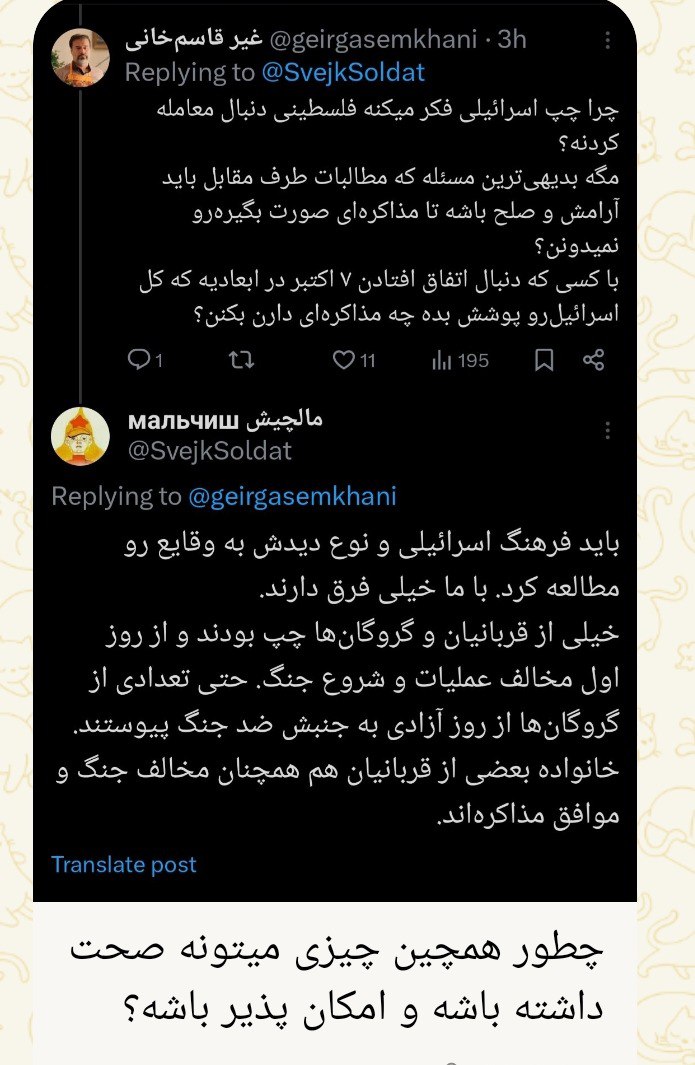 غیر قاسم‌خانی @geirgasemkhani · 3h
Replying to @SvejkSoldat
چرا چپ اسرائیلی فکر میکنه فلسطینی دنبال معامله
کردنه؟
مگه بدیهی‌ترین مسئله که مطالبات طرف مقابل باید
آرامش و صلح باشه تا مذاکره‌ای صورت بگیره‌رو
نمیدونن؟
با کسی که دنبال اتفاق افتادن ۷ اکتبر در ابعادیه که کل
اسرائیل‌رو پوشش بده چه مذاکره‌ای دارن بکنن؟
1 11 195
мальчиш مالچیش
@SvejkSoldat
Replying to @geirgasemkhani
باید فرهنگ اسرائیلی و نوع دیدش به وقایع رو
مطالعه کرد. با ما خیلی فرق دارند.
خیلی از قربانیان و گروگان‌ها چپ بودند و از روز
اول مخالف عملیات و شروع جنگ. حتی تعدادی از
گروگان‌ها از روز آزادی به جنبش ضد جنگ پیوستند.
خانواده بعضی از قربانیان هم همچنان مخالف جنگ و
موافق مذاکره‌اند.
Translate post
چطور همچین چیزی میتونه صحت
داشته باشه و امکان پذیر باشه؟